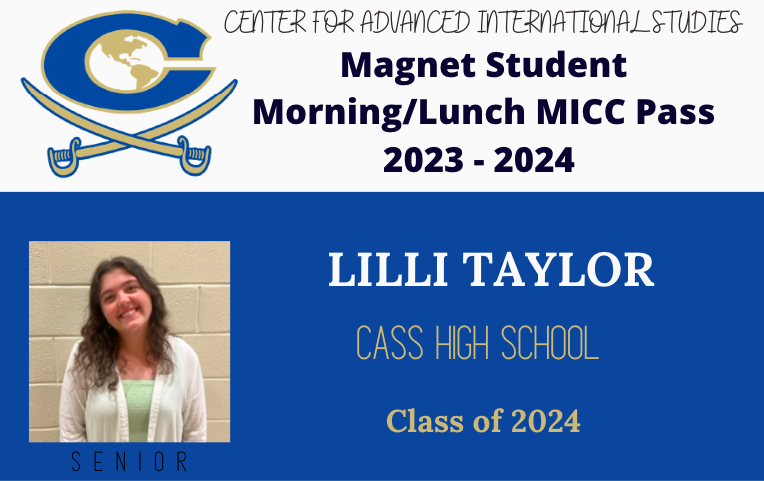 CENTER FOR ADVANCED INTERNATIONAL STUDIES
Magnet Student
Morning/Lunch MICC Pass
2023 - 2024
LILLI TAYLOR
CASS HIGH SCHOOL
Class of 2024
SENIOR